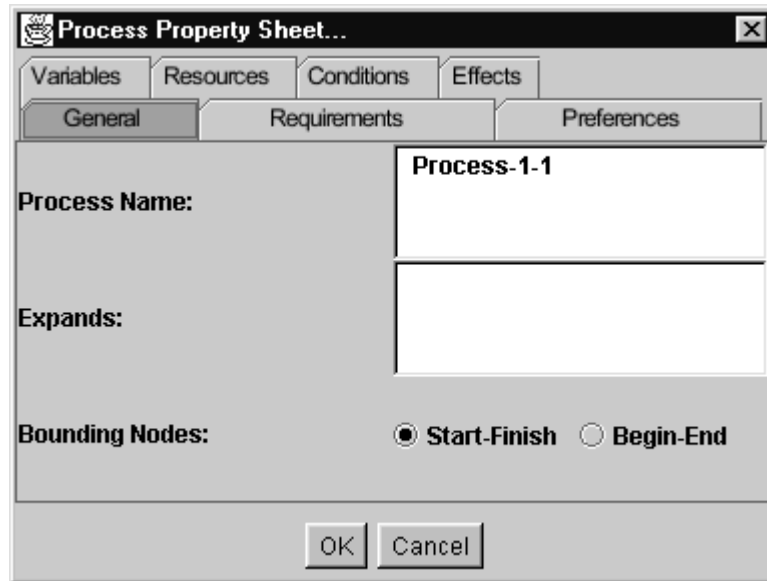 Process Property Sheet...
Variables Resources Conditions Effects
General Requirements Preferences
Process Name: Process-1-1
Expands:
Bounding Nodes: Start-Finish Begin-End
OK Cancel